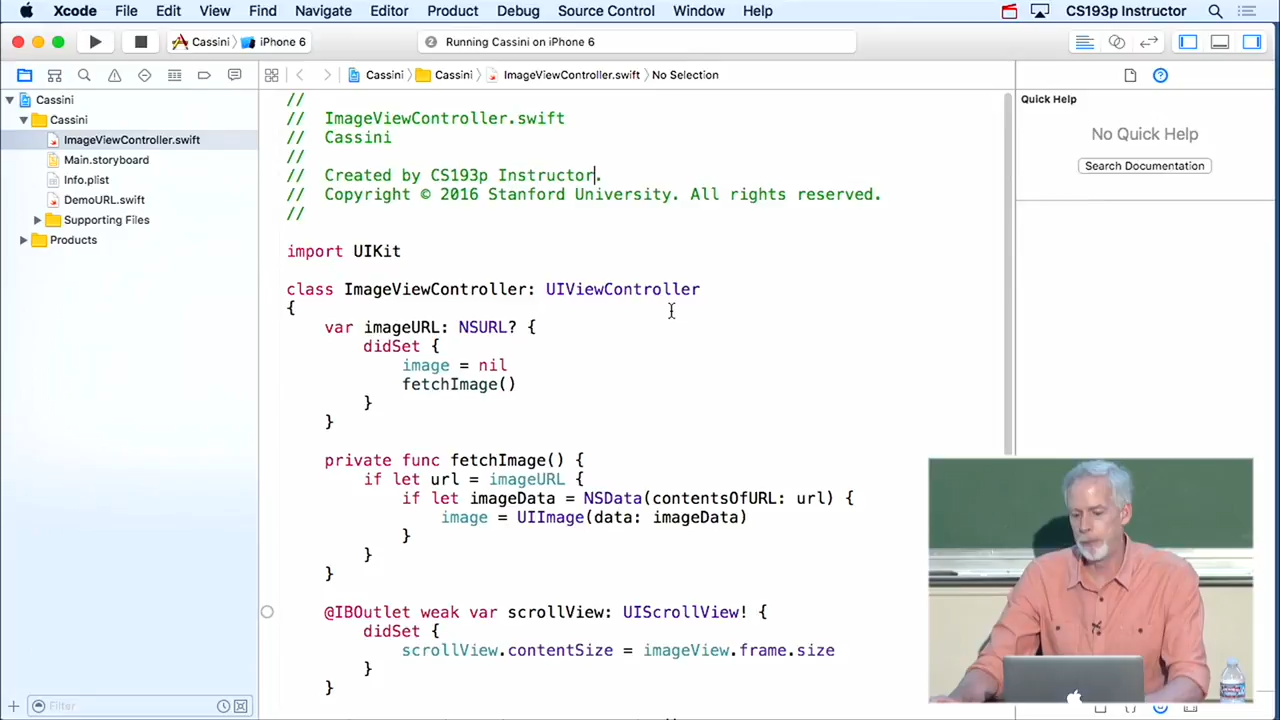 Xcode File Edit View Find Navigate Editor Product Debug Source Control Window Help CS193p Instructor
Cassini iPhone 6 2 Running Cassini on iPhone 6
Cassini Cassini ImageViewController.swift No Selection
Cassini
Cassini
ImageViewController.swift
Main.storyboard
Info.plist
DemoURL.swift
Supporting Files
Products
Filter
//
// ImageViewController.swift
// Cassini
//
// Created by CS193p Instructor.
// Copyright © 2016 Stanford University. All rights reserved.
//
import UIKit
class ImageViewController: UIViewController
{
var imageURL: NSURL? {
didSet {
image = nil
fetchImage()
}
}
private func fetchImage() {
if let url = imageURL {
if let imageData = NSData(contentsOfURL: url) {
image = UIImage(data: imageData)
}
}
}
@IBOutlet weak var scrollView: UIScrollView! {
didSet {
scrollView.contentSize = imageView.frame.size
}
}
Quick Help
No Quick Help
Search Documentation